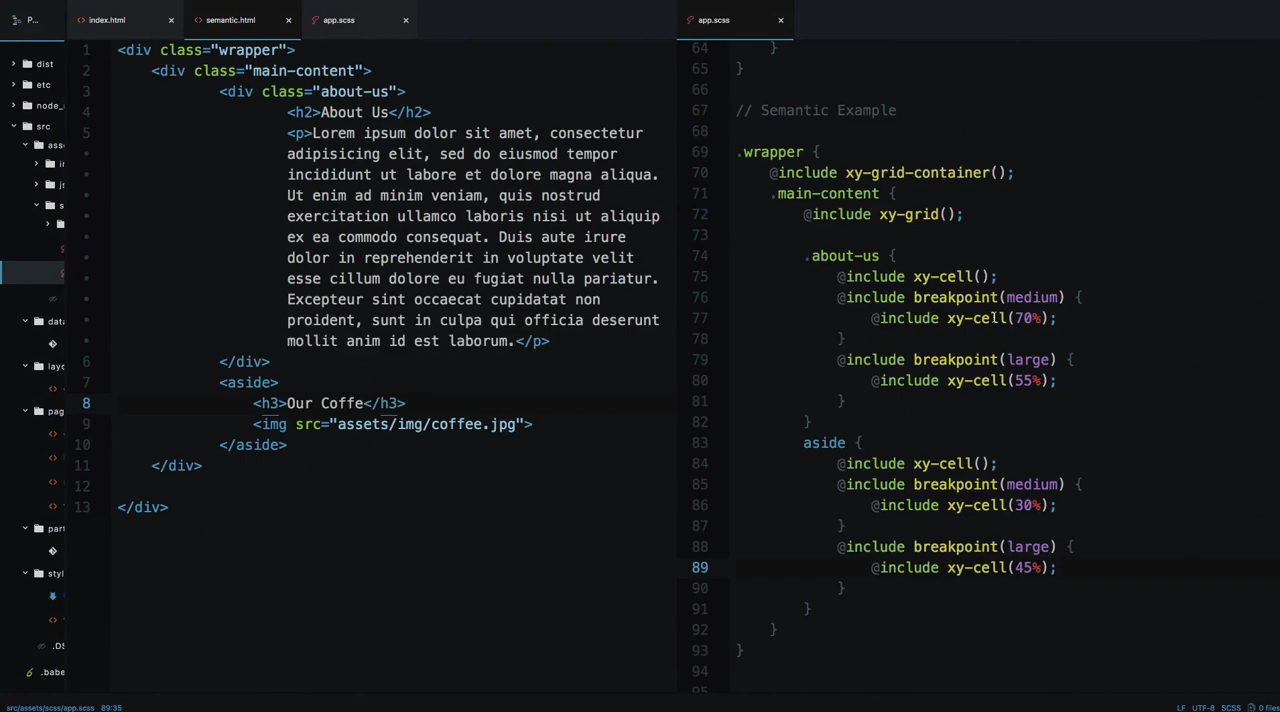 P...
index.html
semantic.html
app.scss
app.scss
dist
etc
node_
src
asse
j
s
data
layo
page
part
styl
.DS
.babe
1 <div class="wrapper">
2 <div class="main-content">
3 <div class="about-us">
4 <h2>About Us</h2>
5 <p>Lorem ipsum dolor sit amet, consectetur
adipisicing elit, sed do eiusmod tempor
incididunt ut labore et dolore magna aliqua.
Ut enim ad minim veniam, quis nostrud
exercitation ullamco laboris nisi ut aliquip
ex ea commodo consequat. Duis aute irure
dolor in reprehenderit in voluptate velit
esse cillum dolore eu fugiat nulla pariatur.
Excepteur sint occaecat cupidatat non
proident, sunt in culpa qui officia deserunt
mollit anim id est laborum.</p>
6 </div>
7 <aside>
8 <h3>Our Coffe</h3>
9 <img src="assets/img/coffee.jpg">
10 </aside>
11 </div>
12
13 </div>
64 }
65 }
66
67 // Semantic Example
68
69 .wrapper {
70 @include xy-grid-container();
71 .main-content {
72 @include xy-grid();
73
74 .about-us {
75 @include xy-cell();
76 @include breakpoint(medium) {
77 @include xy-cell(70%);
78 }
79 @include breakpoint(large) {
80 @include xy-cell(55%);
81 }
82 }
83 aside {
84 @include xy-cell();
85 @include breakpoint(medium) {
86 @include xy-cell(30%);
87 }
88 @include breakpoint(large) {
89 @include xy-cell(45%);
90 }
91 }
92 }
93 }
94
95
src/assets/scss/app.scss 89:35
LF UTF-8 SCSS 0 files